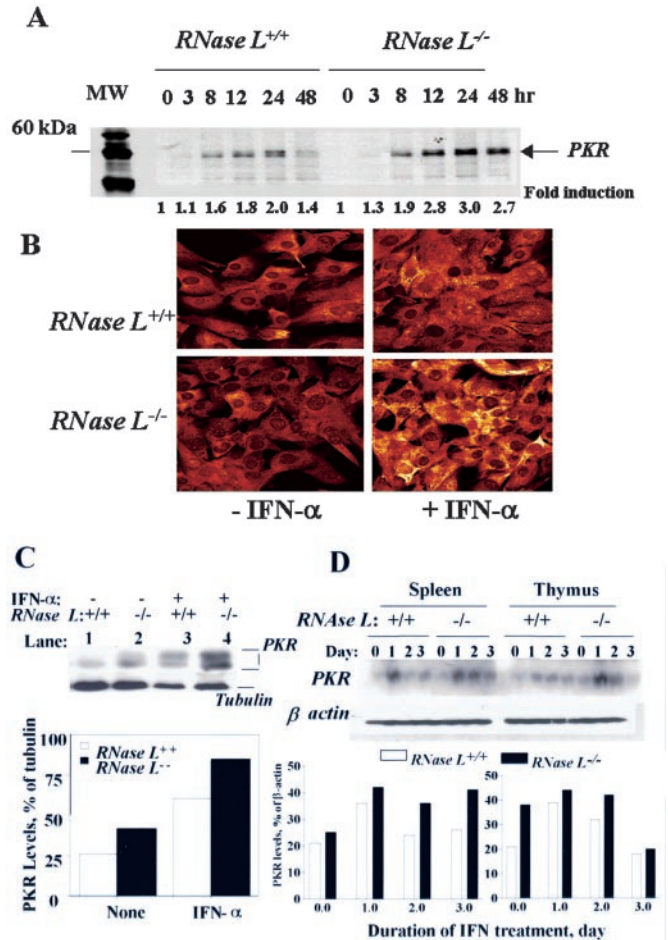 A
RNase L+/+ RNase L-/-
MW 0 3 8 12 24 48 0 3 8 12 24 48 hr
60 kDa
PKR
Fold induction
1 1.1 1.6 1.8 2.0 1.4 1 1.3 1.9 2.8 3.0 2.7
B
RNase L+/+
RNase L-/-
- IFN-α + IFN-α
C
IFN-α: - - + +
RNase L: +/+ -/- +/+ -/-
Lane: 1 2 3 4 PKR
Tubulin
PKR Levels, % of tubulin
100
75
50
25
0
RNase L++
RNase L--
None IFN- α
D
Spleen Thymus
RNAse L: +/+ -/- +/+ -/-
Day: 0 1 2 3 0 1 2 3 0 1 2 3 0 1 2 3
PKR
β actin
RNase L+/+ RNase L-/-
PKR levels, % of β-actin
50 50
40 40
30 30
20 20
10 10
0 0
0.0 1.0 2.0 3.0 0.0 1.0 2.0 3.0
Duration of IFN treatment, day